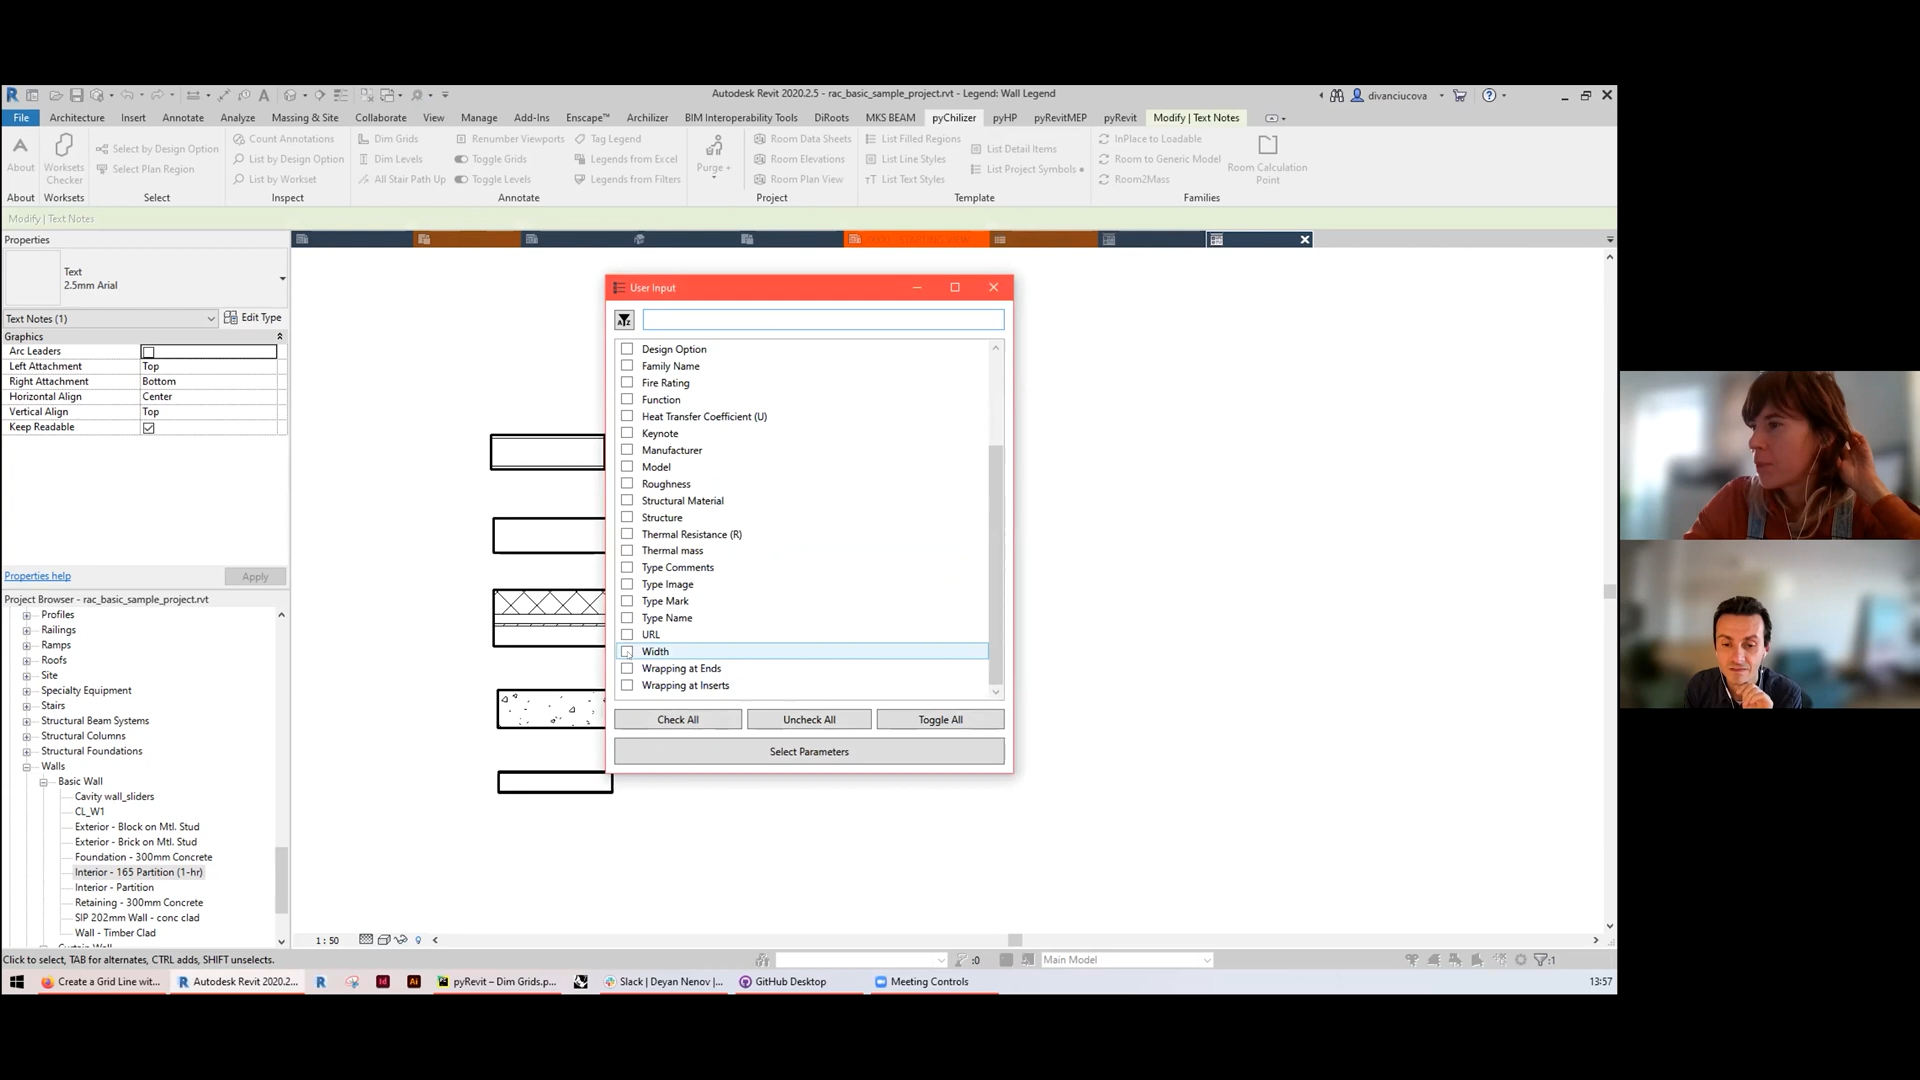 Autodesk Revit 2020.2.5 - rac_basic_sample_project.rvt - Legend: Wall Legend
divanciucova
File Architecture Insert Annotate Analyze Massing & Site Collaborate View Manage Add-Ins Enscape™ Archilizer BIM Interoperability Tools DiRoots MKS BEAM pyChilizer pyHP pyRevitMEP pyRevit Modify | Text Notes
Count Annotations Dim Grids Renumber Viewports Tag Legend Room Data Sheets List Filled Regions InPlace to Loadable
Select by Design Option List Detail Items
List by Design Option Dim Levels Toggle Grids Legends from Excel Room Elevations List Line Styles Room to Generic Model
About Worksets Checker Select Plan Region Purge List Project Symbols Room Calculation Point
List by Workset All Stair Path Up Toggle Levels Legends from Filters Room Plan View List Text Styles Room2Mass
About Worksets Select Inspect Annotate Project Template Families
Modify | Text Notes
Properties
Text
2.5mm Arial
Text Notes (1) Edit Type
Graphics
Arc Leaders
Left Attachment Top
Right Attachment Bottom
Horizontal Align Center
Vertical Align Top
Keep Readable
Properties help Apply
Project Browser - rac_basic_sample_project.rvt
Profiles
Railings
Ramps
Roofs
Site
Specialty Equipment
Stairs
Structural Beam Systems
Structural Columns
Structural Foundations
Walls
Basic Wall
Cavity wall_sliders
CL_W1
Exterior - Block on Mtl. Stud
Exterior - Brick on Mtl. Stud
Foundation - 300mm Concrete
Interior - 165 Partition (1-hr)
Interior - Partition
Retaining - 300mm Concrete
SIP 202mm Wall - conc clad
Wall - Timber Clad
User Input
Design Option
Family Name
Fire Rating
Function
Heat Transfer Coefficient (U)
Keynote
Manufacturer
Model
Roughness
Structural Material
Structure
Thermal Resistance (R)
Thermal mass
Type Comments
Type Image
Type Mark
Type Name
URL
Width
Wrapping at Ends
Wrapping at Inserts
Check All Uncheck All Toggle All
Select Parameters
1 : 50
Click to select, TAB for alternates, CTRL adds, SHIFT unselects. :0 Main Model :1
Create a Grid Line wit... Autodesk Revit 2020.2... pyRevit – Dim Grids.p... Slack | Deyan Nenov |... GitHub Desktop Meeting Controls 13:57